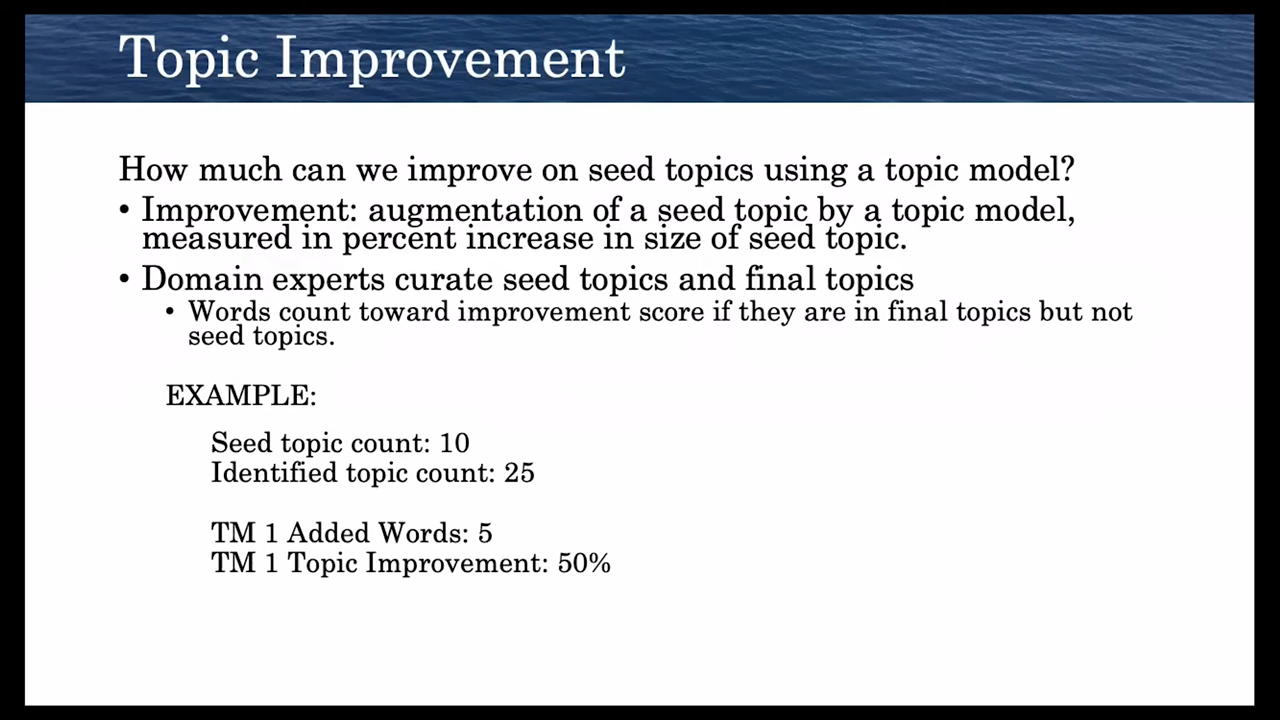 Topic Improvement
How much can we improve on seed topics using a topic model?
• Improvement: augmentation of a seed topic by a topic model,
measured in percent increase in size of seed topic.
• Domain experts curate seed topics and final topics
• Words count toward improvement score if they are in final topics but not
seed topics.
EXAMPLE:
Seed topic count: 10
Identified topic count: 25
TM 1 Added Words: 5
TM 1 Topic Improvement: 50%